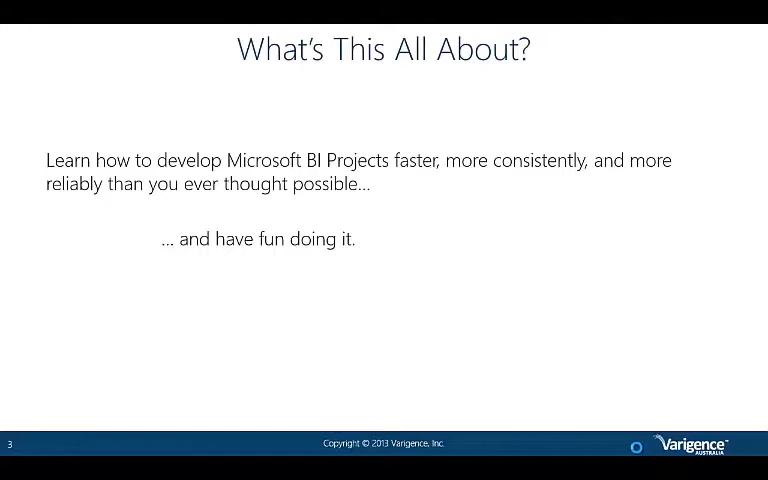 What's This All About?
Learn how to develop Microsoft BI Projects faster, more consistently, and more
reliably than you ever thought possible...
... and have fun doing it.
3
Copyright © 2013 Varigence, Inc.
Varigence™
AUSTRALIA